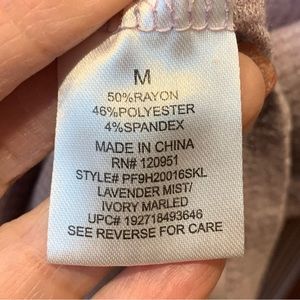 M
50%RAYON
46%POLYESTER
4%SPANDEX
MADE IN CHINA
RN# 120951
STYLE# PF9H20016SKL
LAVENDER MIST/
IVORY MARLED
UPC# 192718493646
SEE REVERSE FOR CARE